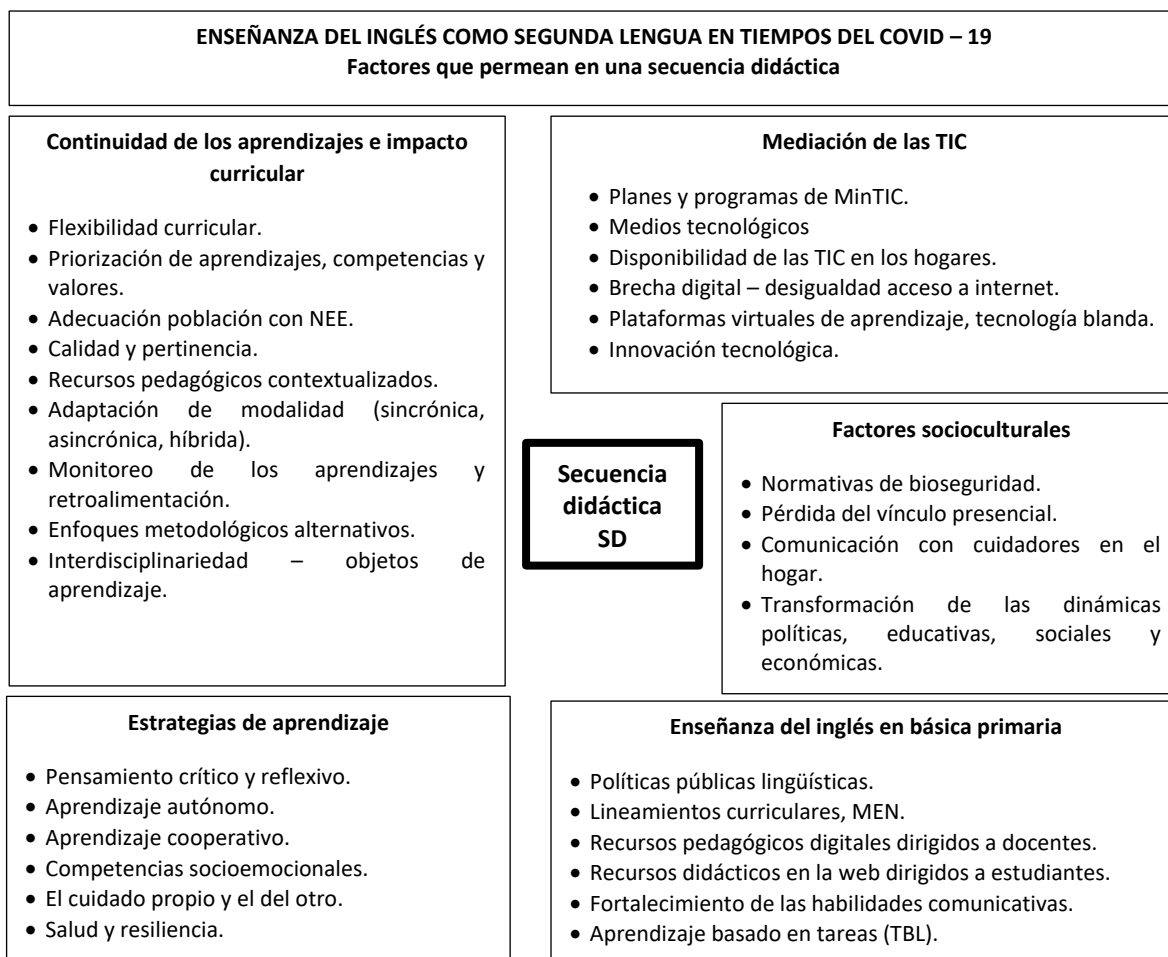 ENSEÑANZA DEL INGLÉS COMO SEGUNDA LENGUA EN TIEMPOS DEL COVID – 19
Factores que permean en una secuencia didáctica
Continuidad de los aprendizajes e impacto
curricular
• Flexibilidad curricular.
• Priorización de aprendizajes, competencias y
valores.
• Adecuación población con NEE.
• Calidad y pertinencia.
• Recursos pedagógicos contextualizados.
• Adaptación de modalidad (sincrónica,
asincrónica, híbrida).
• Monitoreo de los aprendizajes y
retroalimentación.
• Enfoques metodológicos alternativos.
• Interdisciplinariedad – objetos de
aprendizaje.
Mediación de las TIC
• Planes y programas de MinTIC.
• Medios tecnológicos
• Disponibilidad de las TIC en los hogares.
• Brecha digital – desigualdad acceso a internet.
• Plataformas virtuales de aprendizaje, tecnología blanda.
• Innovación tecnológica.
Secuencia
didáctica
SD
Factores socioculturales
• Normativas de bioseguridad.
• Pérdida del vínculo presencial.
• Comunicación con cuidadores en el
hogar.
• Transformación de las dinámicas
políticas, educativas, sociales y
económicas.
Estrategias de aprendizaje
• Pensamiento crítico y reflexivo.
• Aprendizaje autónomo.
• Aprendizaje cooperativo.
• Competencias socioemocionales.
• El cuidado propio y el del otro.
• Salud y resiliencia.
Enseñanza del inglés en básica primaria
• Políticas públicas lingüísticas.
• Lineamientos curriculares, MEN.
• Recursos pedagógicos digitales dirigidos a docentes.
• Recursos didácticos en la web dirigidos a estudiantes.
• Fortalecimiento de las habilidades comunicativas.
• Aprendizaje basado en tareas (TBL).